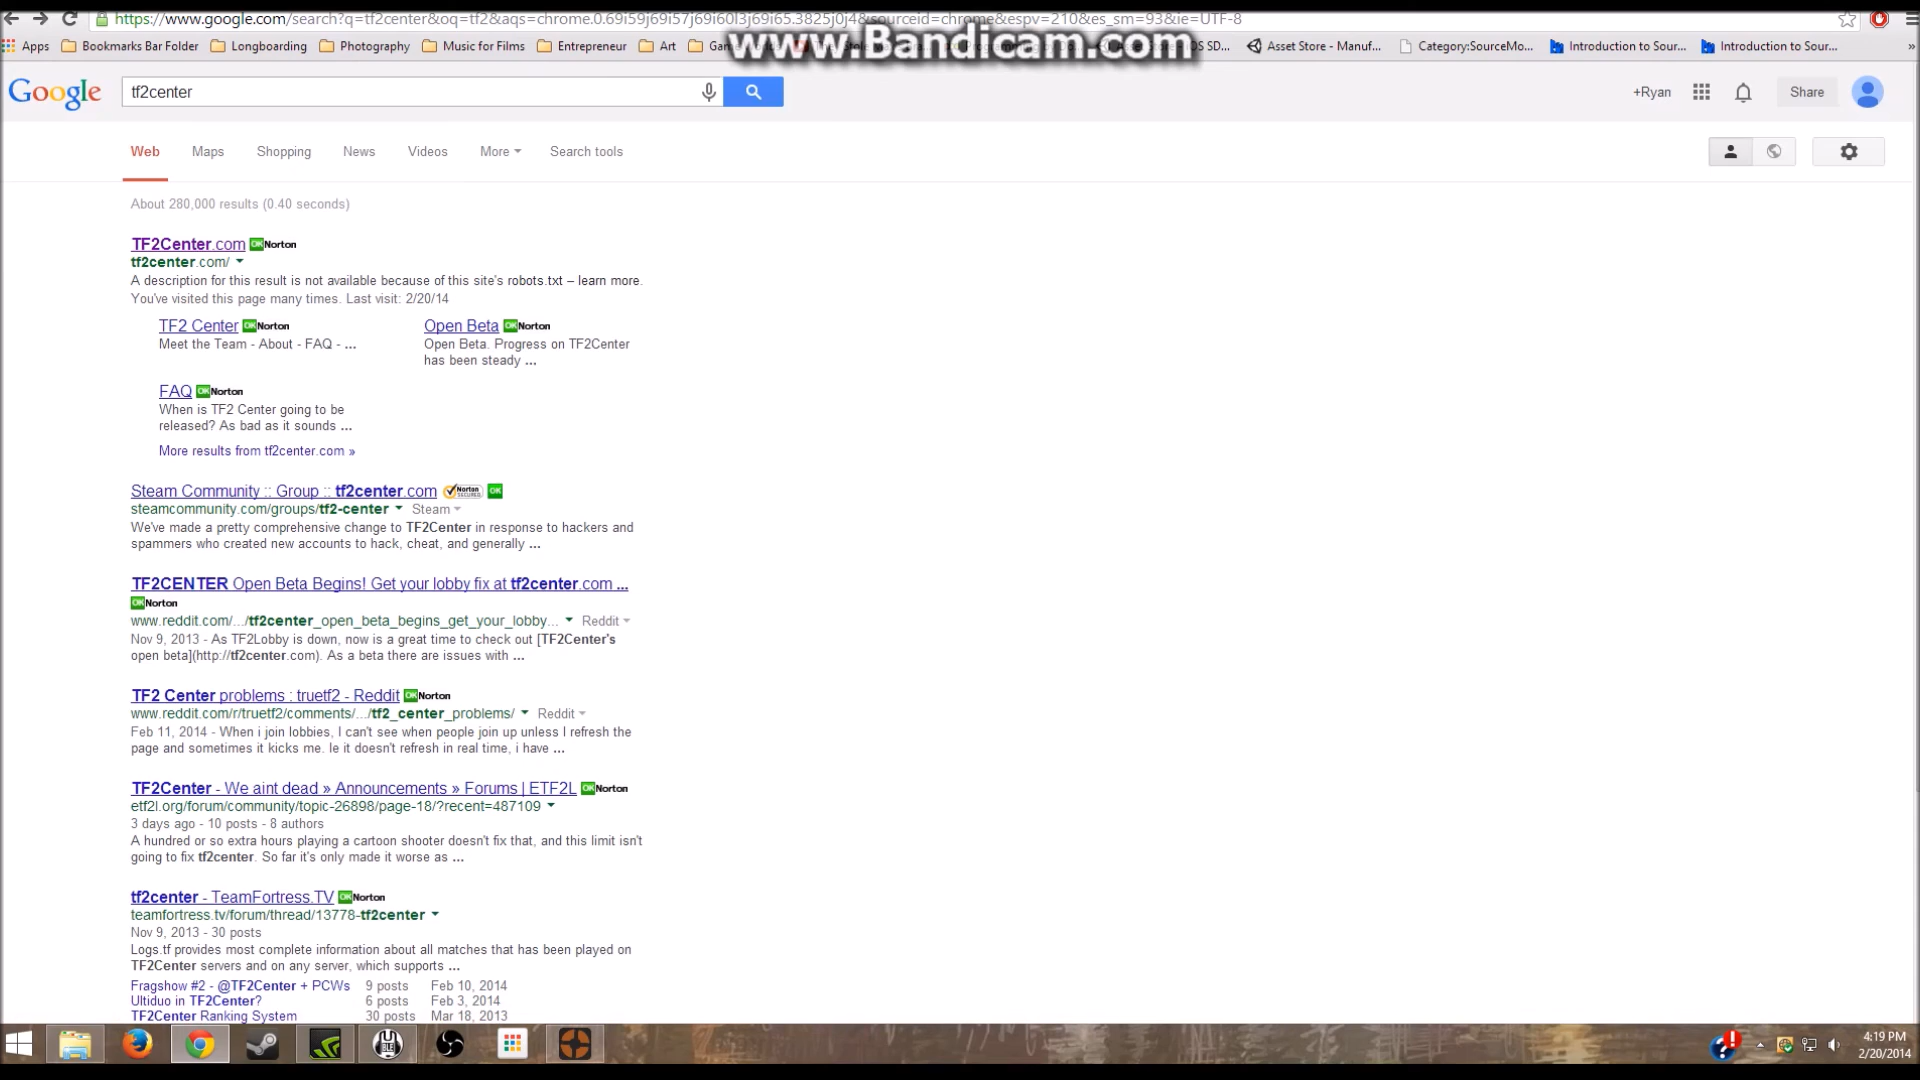 https://www.google.com/search?q=tf2center&oq=tf2&aqs=chrome.0.69i59j69i57j69i60l3j69i65.3825j0j4&sourceid=chrome&espv=210&es_sm=93&ie=UTF-8
www.Bandicam.com
Apps Bookmarks Bar Folder Longboarding Photography Music for Films Entrepreneur Art Asset Store - Manuf... Category:SourceMo... Introduction to Sour... Introduction to Sour... »
Google tf2center +Ryan Share
Web Maps Shopping News Videos More Search tools
About 280,000 results (0.40 seconds)
TF2Center.com OK Norton
tf2center.com/
A description for this result is not available because of this site's robots.txt – learn more.
You've visited this page many times. Last visit: 2/20/14
TF2 Center OK Norton Open Beta OK Norton
Meet the Team - About - FAQ - ... Open Beta. Progress on TF2Center
has been steady ...
FAQ OK Norton
When is TF2 Center going to be
released? As bad as it sounds ...
More results from tf2center.com »
Steam Community :: Group :: tf2center.com Norton SECURED OK
steamcommunity.com/groups/tf2-center Steam
We've made a pretty comprehensive change to TF2Center in response to hackers and
spammers who created new accounts to hack, cheat, and generally ...
TF2CENTER Open Beta Begins! Get your lobby fix at tf2center.com ...
OK Norton
www.reddit.com/.../tf2center_open_beta_begins_get_your_lobby... Reddit
Nov 9, 2013 - As TF2Lobby is down, now is a great time to check out [TF2Center's
open beta](http://tf2center.com). As a beta there are issues with ...
TF2 Center problems : truetf2 - Reddit OK Norton
www.reddit.com/r/truetf2/comments/.../tf2_center_problems/ Reddit
Feb 11, 2014 - When i join lobbies, I can't see when people join up unless I refresh the
page and sometimes it kicks me. Ie it doesn't refresh in real time, i have ...
TF2Center - We aint dead » Announcements » Forums | ETF2L OK Norton
etf2l.org/forum/community/topic-26898/page-18/?recent=487109
3 days ago - 10 posts - 8 authors
A hundred or so extra hours playing a cartoon shooter doesn't fix that, and this limit isn't
going to fix tf2center. So far it's only made it worse as ...
tf2center - TeamFortress.TV OK Norton
teamfortress.tv/forum/thread/13778-tf2center
Nov 9, 2013 - 30 posts
Logs.tf provides most complete information about all matches that has been played on
TF2Center servers and on any server, which supports ...
Fragshow #2 - @TF2Center + PCWs 9 posts Feb 10, 2014
Ultiduo in TF2Center? 6 posts Feb 3, 2014
TF2Center Ranking System 30 posts Mar 18, 2013
4:19 PM
2/20/2014